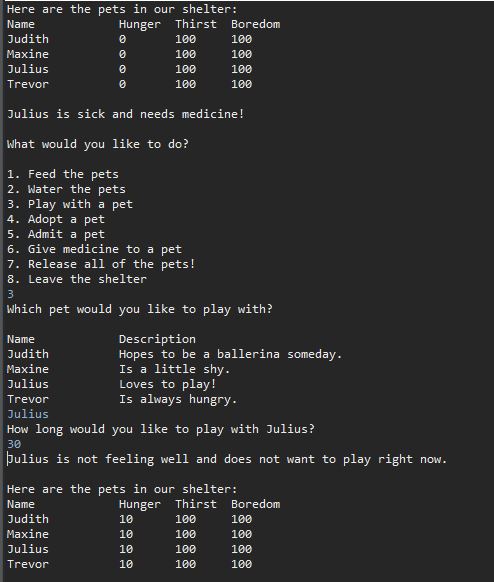 Here are the pets in our shelter:
Name Hunger Thirst Boredom
Judith 0 100 100
Maxine 0 100 100
Julius 0 100 100
Trevor 0 100 100
Julius is sick and needs medicine!
What would you like to do?
1. Feed the pets
2. Water the pets
3. Play with a pet
4. Adopt a pet
5. Admit a pet
6. Give medicine to a pet
7. Release all of the pets!
8. Leave the shelter
3
Which pet would you like to play with?
Name Description
Judith Hopes to be a ballerina someday.
Maxine Is a little shy.
Julius Loves to play!
Trevor Is always hungry.
Julius
How long would you like to play with Julius?
30
Julius is not feeling well and does not want to play right now.
Here are the pets in our shelter:
Name Hunger Thirst Boredom
Judith 10 100 100
Maxine 10 100 100
Julius 10 100 100
Trevor 10 100 100